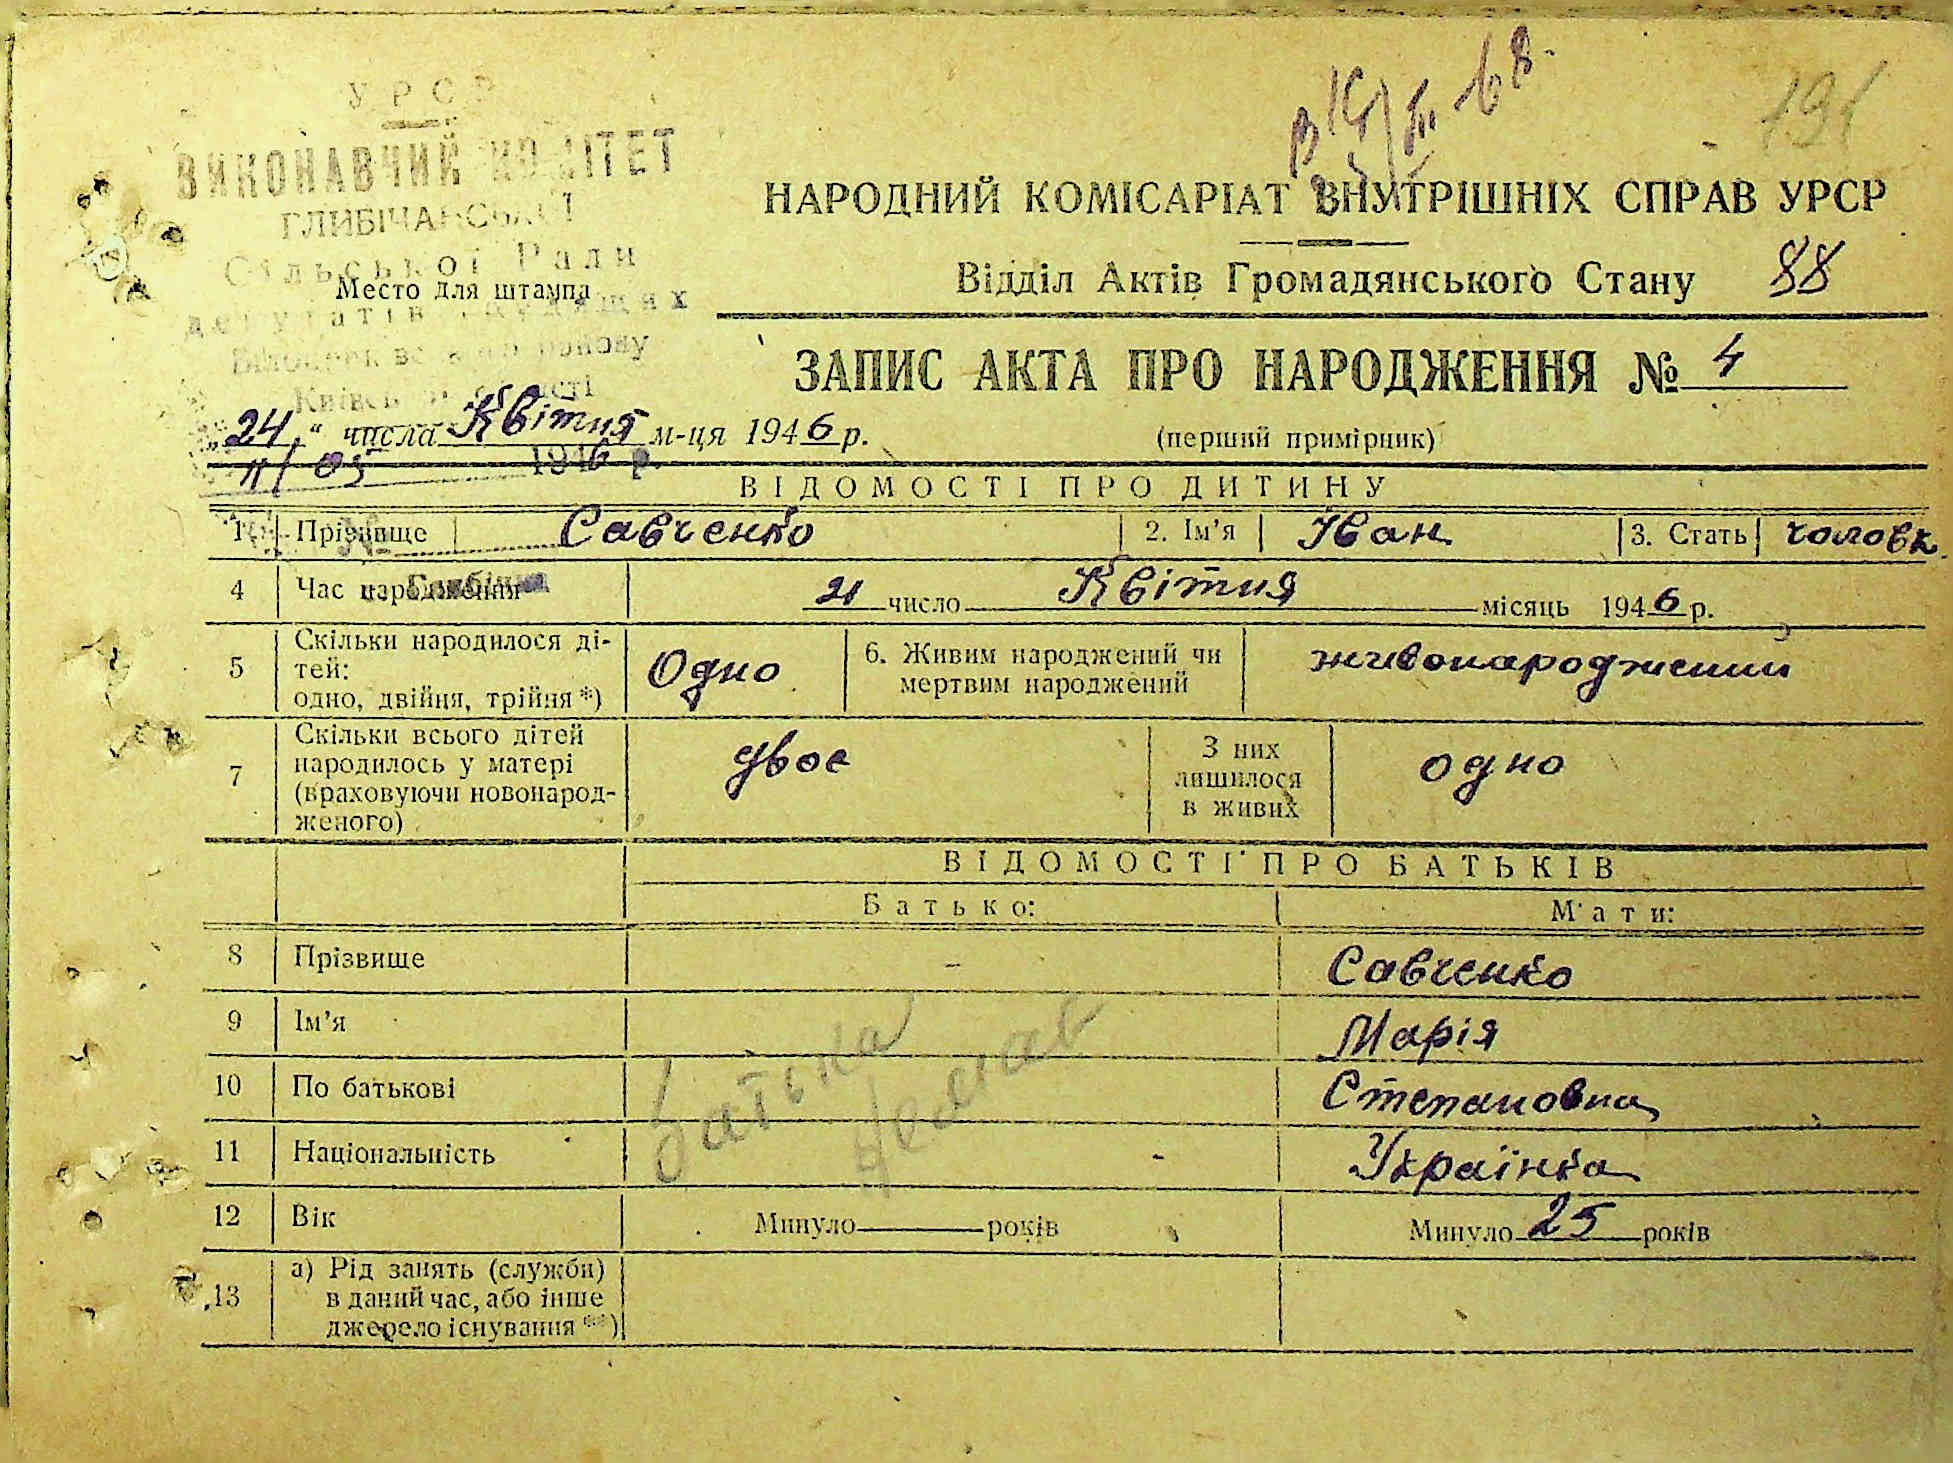 УРСР
ВИКОНАВЧИЙ КОМІТЕТ
ГЛИБІЧАНСЬКОЇ
Сільської Ради
Место для штампа
депутатів трудящих
191
НАРОДНИЙ КОМІСАРІАТ ВНУТРІШНІХ СПРАВ УРСР
Відділ Актів Громадянського Стану 88
ЗАПИС АКТА ПРО НАРОДЖЕННЯ № 4
„24“ числа Квітня м-ця 1946 р.
(перший примірник)
1946 р.
ВІДОМОСТІ ПРО ДИТИНУ
1 Прізвище Савченко 2. Ім’я Іван 3. Стать чоловк.
4 Час народження 21 число Квітня місяць 1946 р.
5 Скільки народилося ді-
тей:
одно, двійня, трійня *)
Одно
6. Живим народжений чи
мертвим народжений
живонароджений
7 Скільки всього дітей
народилось у матері
(враховуючи новонарод-
женого)
двоє
З них
лишилося
в живих
одно
ВІДОМОСТІ ПРО БАТЬКІВ
Батько: Мати:
8 Прізвище - Савченко
9 Ім’я Марія
10 По батькові Степановна
11 Національність - Українка
батька
12 Вік Минуло років Минуло 25 років
13 а) Рід занять (служби)
в даний час, або інше
джерело існування **)